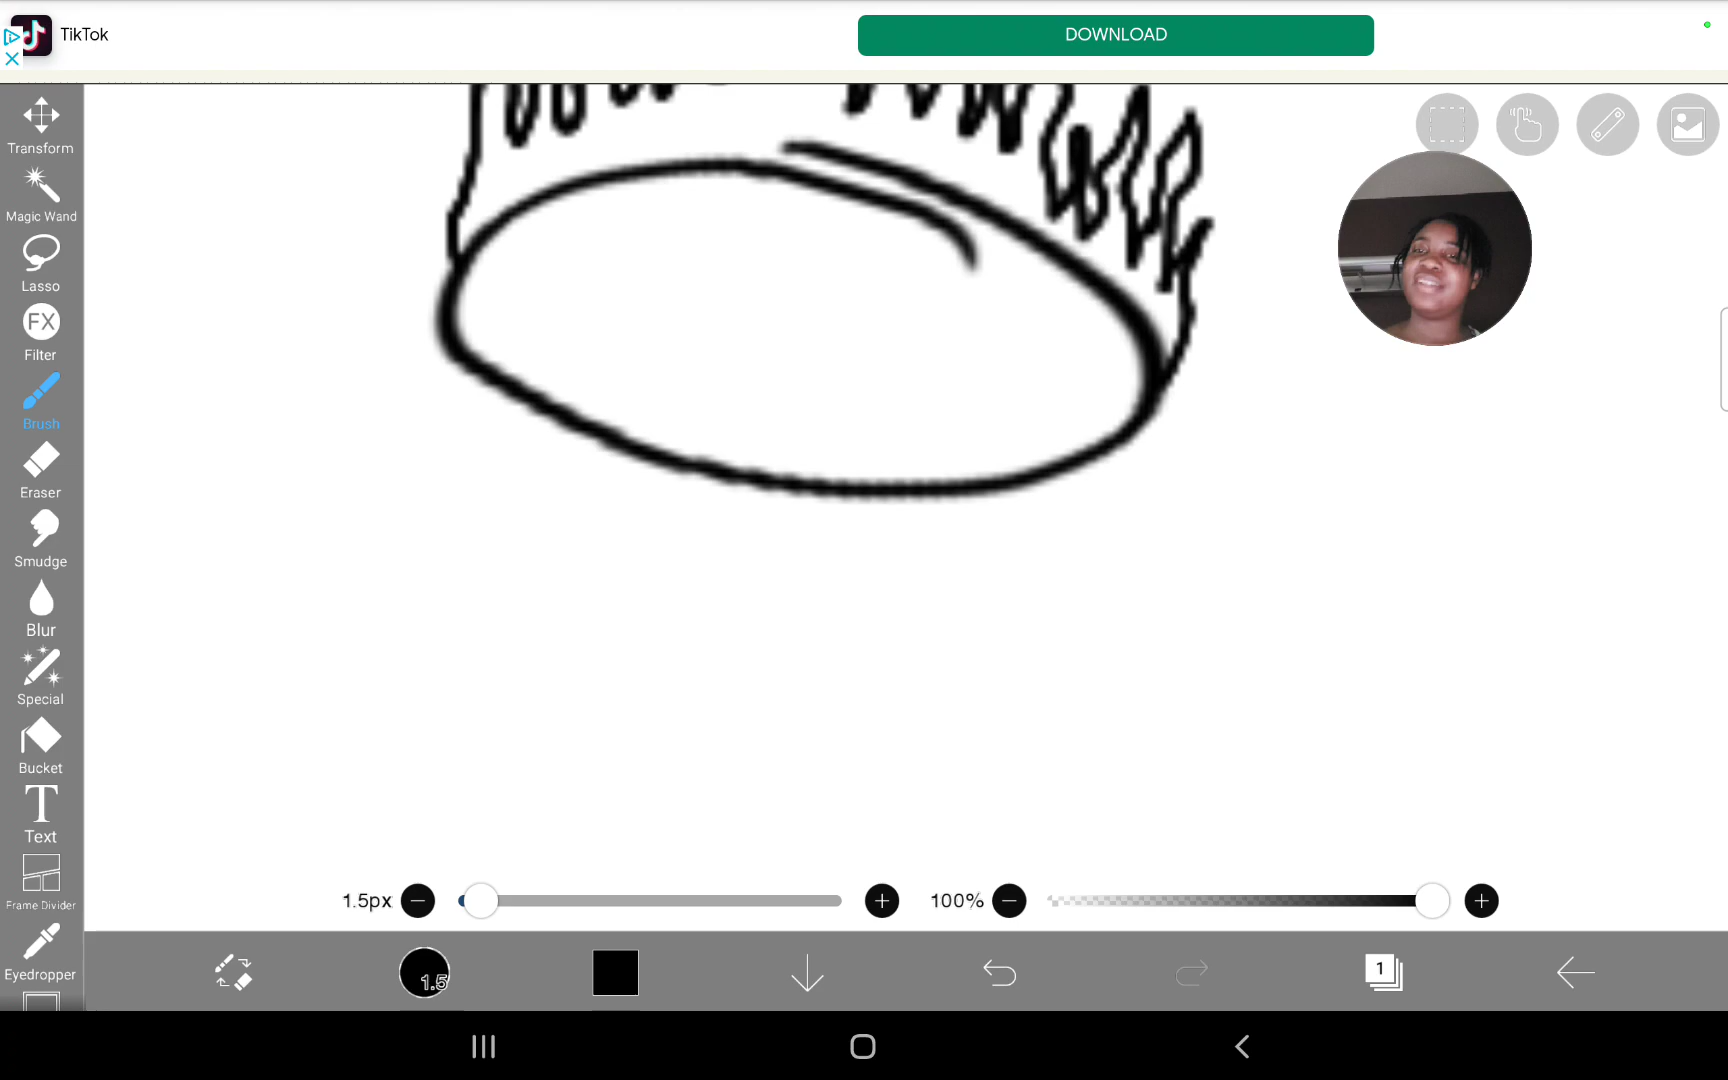 TikTok
DOWNLOAD
Transform
Magic Wand
Lasso
FX
Filter
Brush
Eraser
Smudge
Blur
Special
Bucket
T
Text
Frame Divider
Eyedropper
1.5px
100%
1.5
1